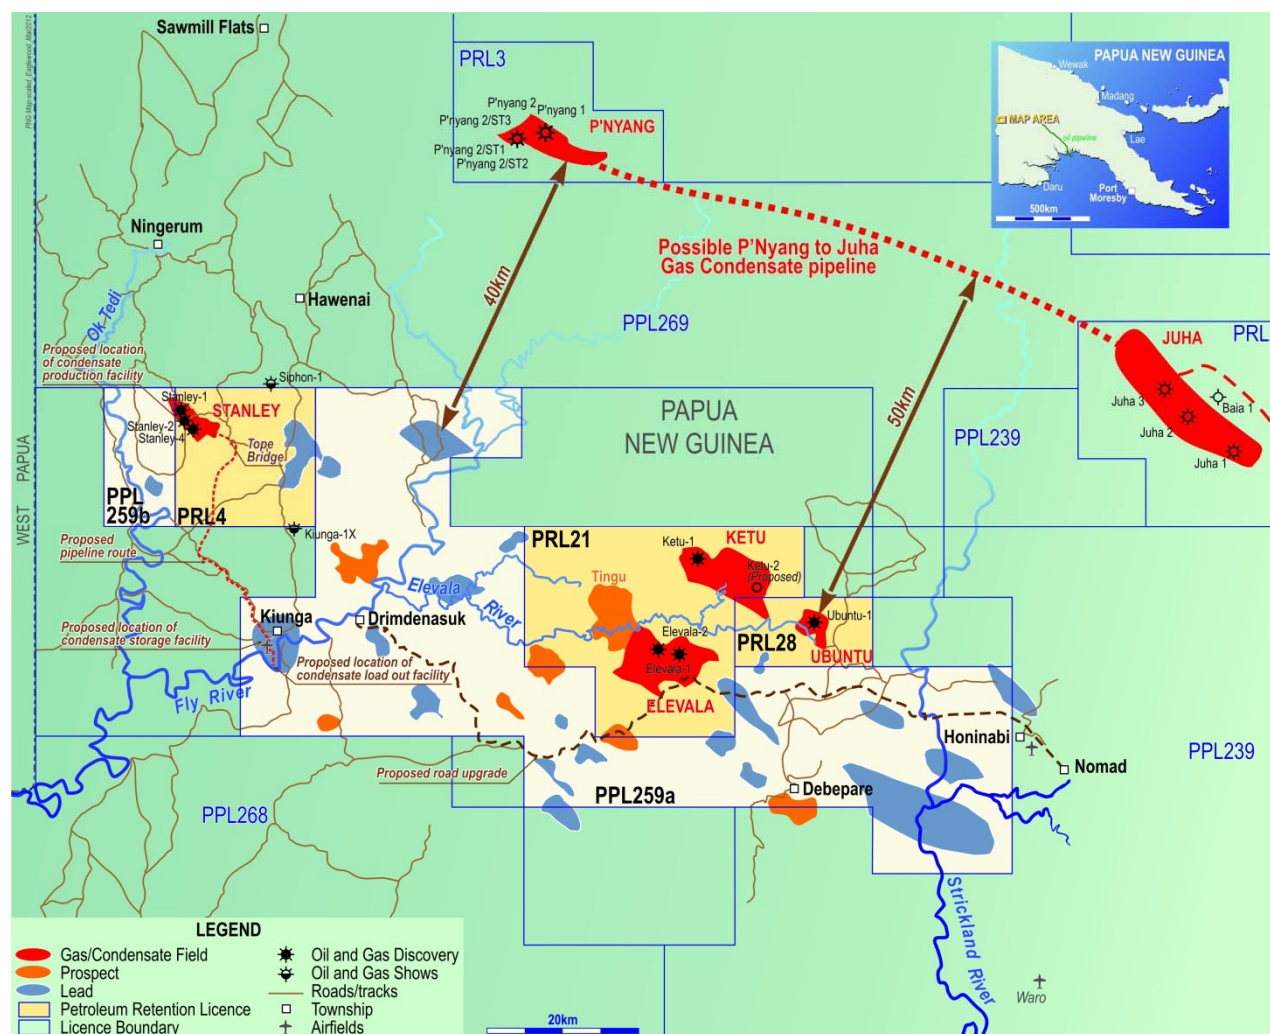 PNG Map-scaled_Eaglewood_Mar2012
Sawmill Flats
PRL3
P'nyang 2
P'nyang 1
P'nyang 2/ST3
P'NYANG
P'nyang 2/ST1
P'nyang 2/ST2
PAPUA NEW GUINEA
Wewak
Madang
MAP AREA
oil pipeline
Lae
Daru
Port
Moresby
500km
Ningerum
Hawenai
Ok Tedi
40km
Possible P'Nyang to Juha
Gas Condensate pipeline
PPL269
50km
JUHA
PRL
Juha 3
Baia 1
Juha 2
Juha 1
Proposed location
of condensate
production facility
Siphon-1
Stanley-1
STANLEY
Stanley-2
Stanley-4
Tope
Bridge
PAPUA
NEW GUINEA
PPL239
WEST PAPUA
PPL
259b
PRL4
Kiunga-1X
Proposed
pipeline route
PRL21
KETU
Ketu-1
Ketu-2
(Proposed)
Tingu
Elevala
River
Kiunga
Drimdenasuk
Proposed location of
condensate storage facility
Elevala-2
Elevala-1
ELEVALA
Ubuntu-1
PRL28
UBUNTU
Proposed location of
condensate load out facility
Fly River
PPL239
Honinabi
PPL239
Nomad
Proposed road upgrade
PPL259a
Debepare
PPL268
Strickland River
Waro
LEGEND
Gas/Condensate Field
Oil and Gas Discovery
Prospect
Oil and Gas Shows
Lead
Roads/tracks
Petroleum Retention Licence
Township
Licence Boundary
Airfields
20km